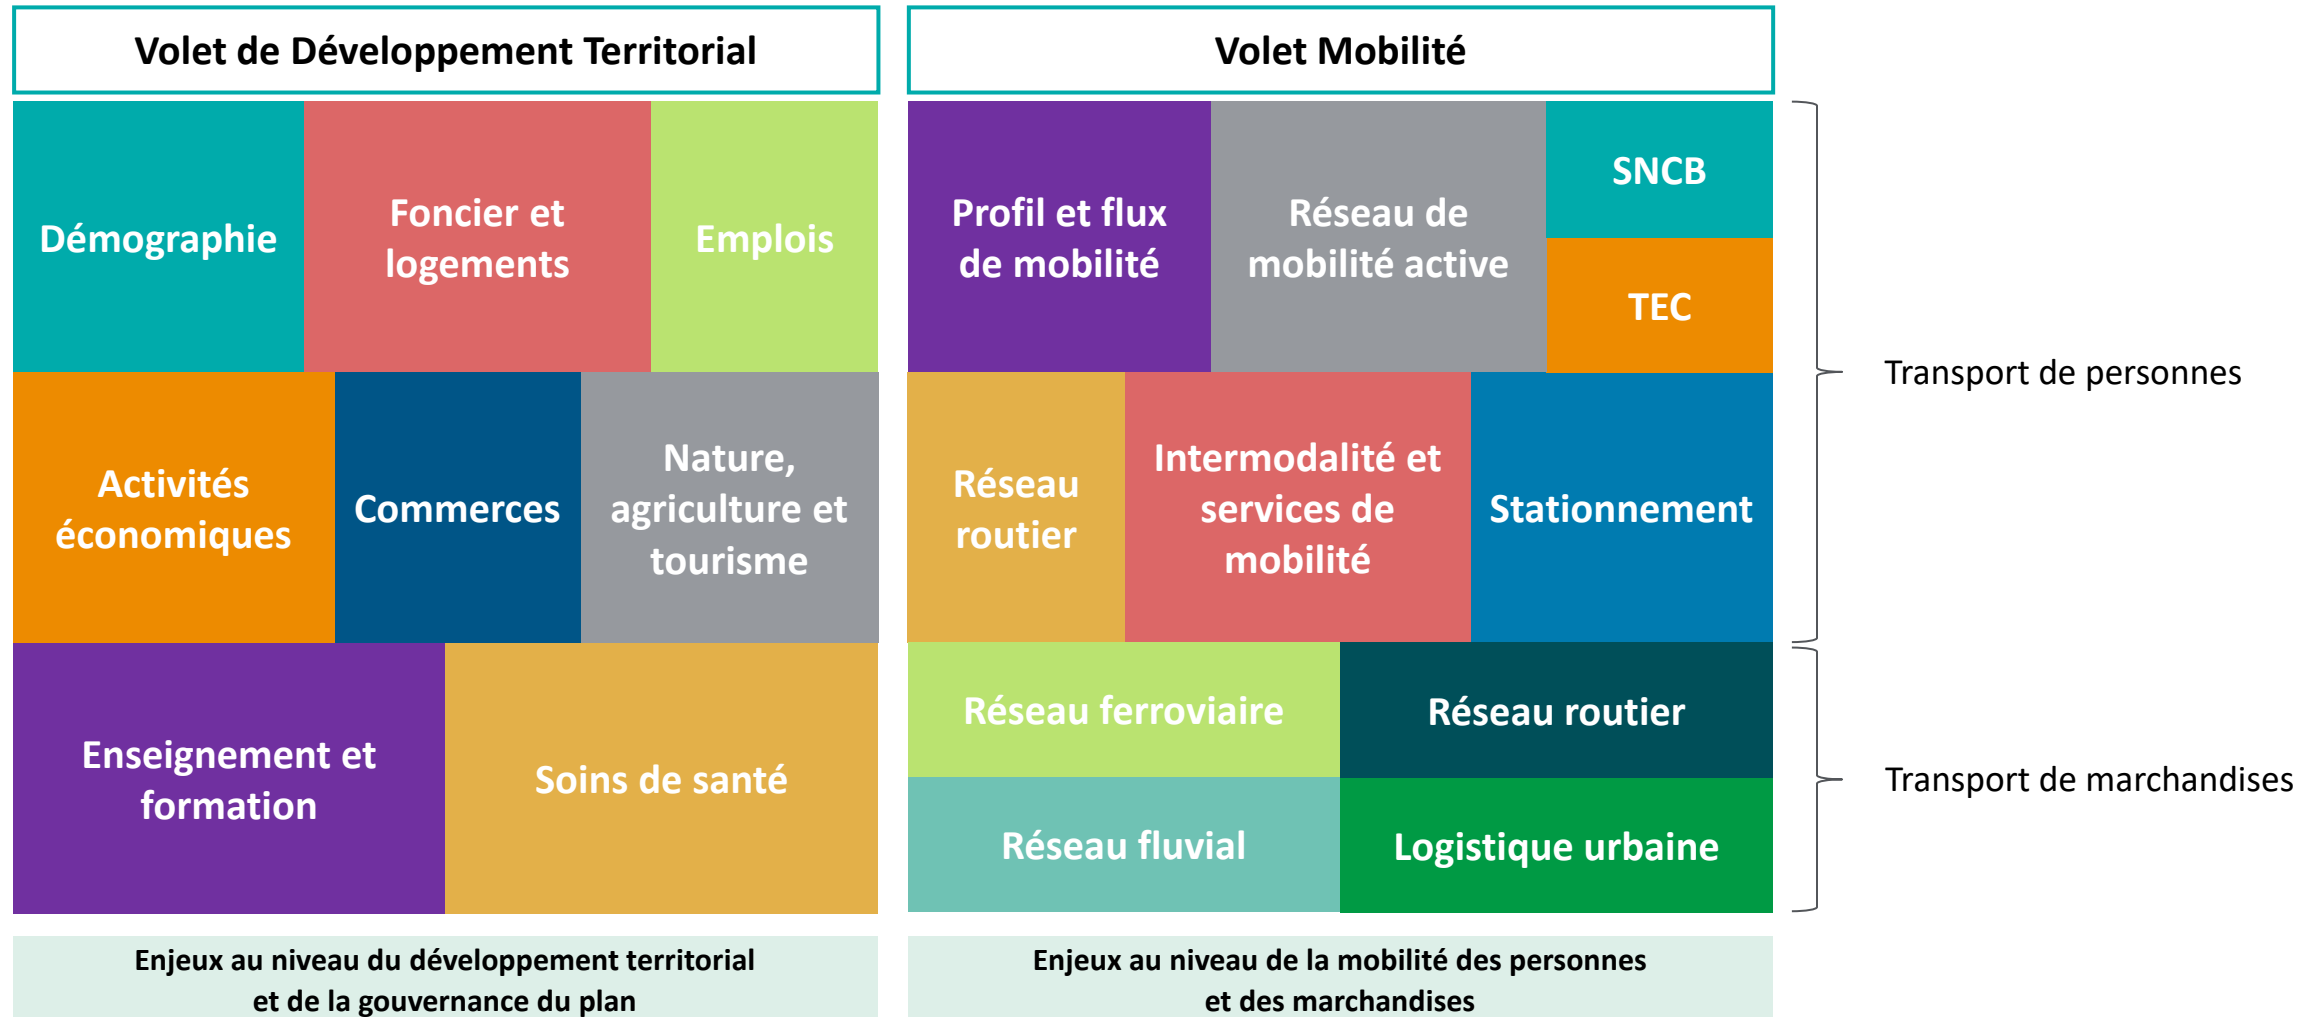 Volet de Développement Territorial
Démographie
Foncier et
logements
Emplois
Activités
économiques
Commerces
Nature,
agriculture et
tourisme
Enseignement et
formation
Soins de santé
Enjeux au niveau du développement territorial
et de la gouvernance du plan
Volet Mobilité
Profil et flux
de mobilité
Réseau de
mobilité active
SNCB
TEC
Réseau
routier
Intermodalité et
services de
mobilité
Stationnement
Transport de personnes
Réseau ferroviaire
Réseau routier
Réseau fluvial
Logistique urbaine
Transport de marchandises
Enjeux au niveau de la mobilité des personnes
et des marchandises